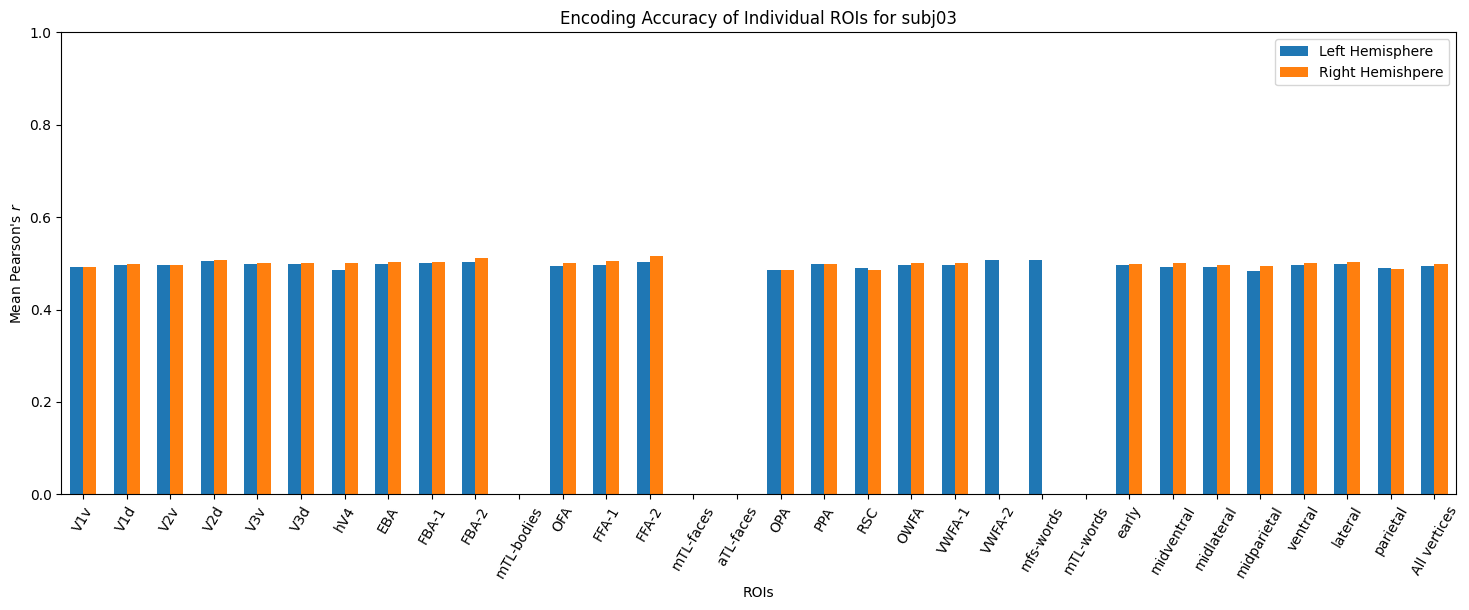 Encoding Accuracy of Individual ROIs for subj03
1.0
0.8
0.6
0.4
0.2
0.0
Mean Pearson's r
Left Hemisphere
Right Hemishpere
V1v
V1d
V2v
V2d
V3v
V3d
hV4
EBA
FBA-1
FBA-2
mTL-bodies
OFA
FFA-1
FFA-2
mTL-faces
aTL-faces
OPA
PPA
RSC
OWFA
VWFA-1
VWFA-2
mfs-words
mTL-words
early
midventral
midlateral
midparietal
ventral
lateral
parietal
All vertices
ROIs